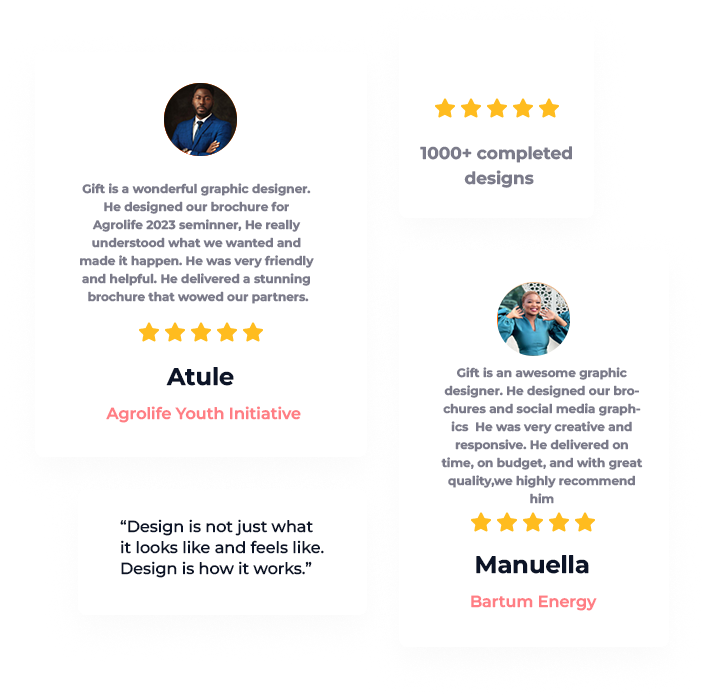 Gift is a wonderful graphic designer.
He designed our brochure for
Agrolife 2023 seminner, He really
understood what we wanted and
made it happen. He was very friendly
and helpful. He delivered a stunning
brochure that wowed our partners.
Atule
Agrolife Youth Initiative
“Design is not just what
it looks like and feels like.
Design is how it works.”
1000+ completed
designs
Gift is an awesome graphic
designer. He designed our bro-
chures and social media graph-
ics  He was very creative and
responsive. He delivered on
time, on budget, and with great
quality,we highly recommend
him
Manuella
Bartum Energy